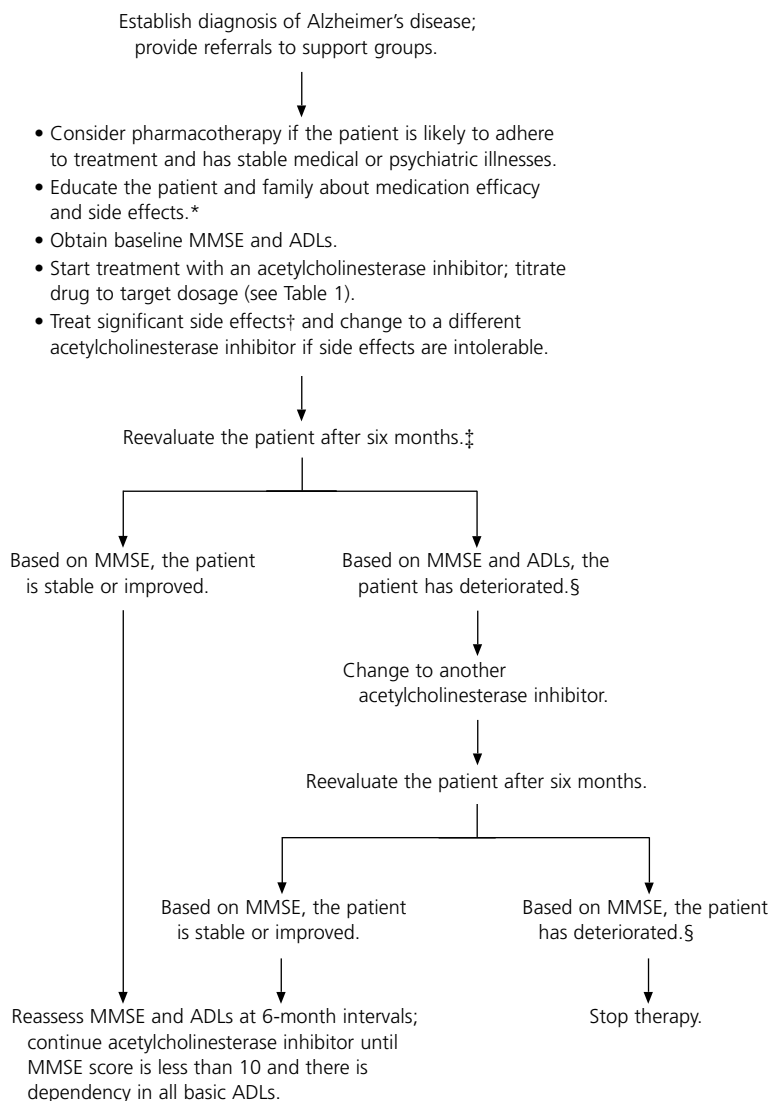 Establish diagnosis of Alzheimer's disease;
provide referrals to support groups.
• Consider pharmacotherapy if the patient is likely to adhere
to treatment and has stable medical or psychiatric illnesses.
• Educate the patient and family about medication efficacy
and side effects.*
• Obtain baseline MMSE and ADLs.
• Start treatment with an acetylcholinesterase inhibitor; titrate
drug to target dosage (see Table 1).
• Treat significant side effects† and change to a different
acetylcholinesterase inhibitor if side effects are intolerable.
Reevaluate the patient after six months.‡
Based on MMSE, the patient
is stable or improved.
Based on MMSE and ADLs, the
patient has deteriorated.§
Change to another
acetylcholinesterase inhibitor.
Reevaluate the patient after six months.
Based on MMSE, the patient
is stable or improved.
Based on MMSE, the patient
has deteriorated.§
Reassess MMSE and ADLs at 6-month intervals;
continue acetylcholinesterase inhibitor until
MMSE score is less than 10 and there is
dependency in all basic ADLs.
Stop therapy.